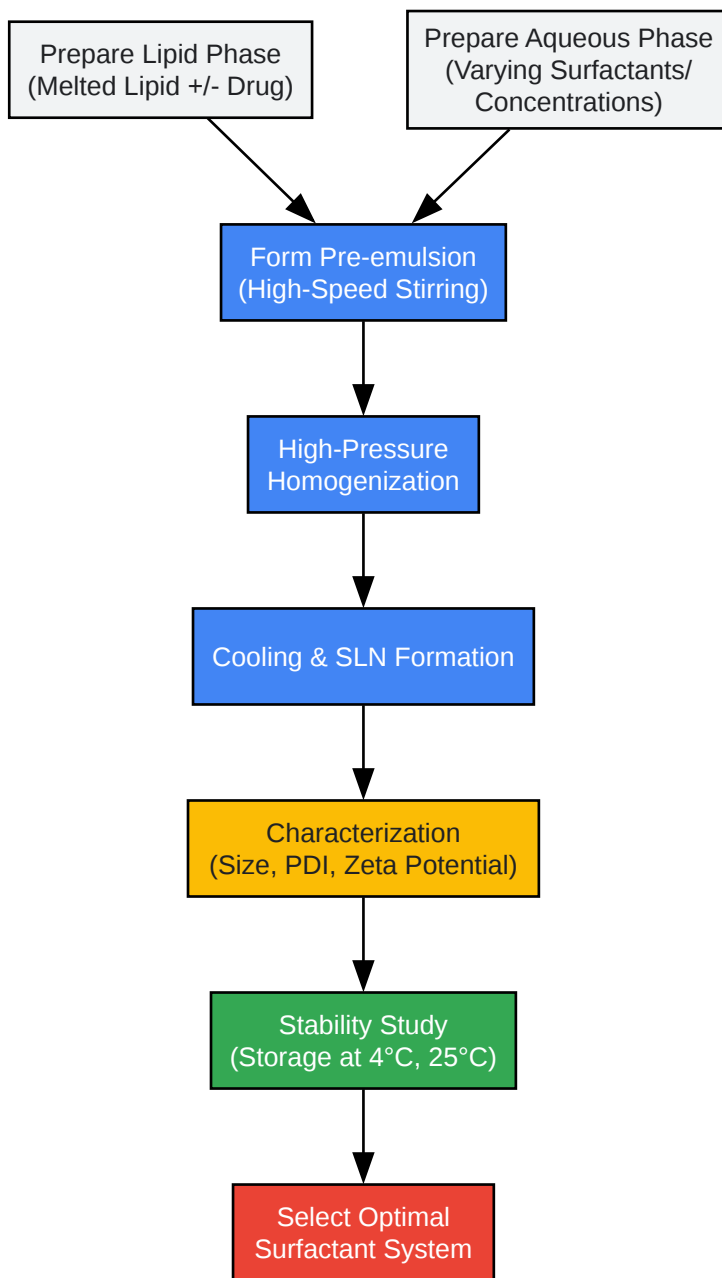 Prepare Lipid Phase
(Melted Lipid +/- Drug)
Prepare Aqueous Phase
(Varying Surfactants/
Concentrations)
Form Pre-emulsion
(High-Speed Stirring)
High-Pressure
Homogenization
Cooling & SLN Formation
Characterization
(Size, PDI, Zeta Potential)
Stability Study
(Storage at 4°C, 25°C)
Select Optimal
Surfactant System